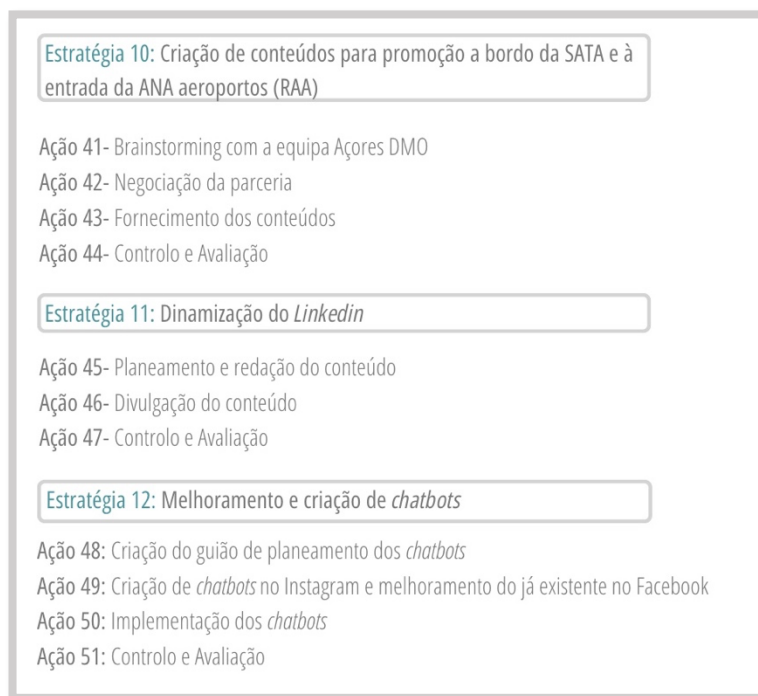 Estratégia 10: Criação de conteúdos para promoção a bordo da SATA e à
entrada da ANA aeroportos (RAA)
Ação 41- Brainstorming com a equipa Açores DMO
Ação 42- Negociação da parceria
Ação 43- Fornecimento dos conteúdos
Ação 44- Controlo e Avaliação
Estratégia 11: Dinamização do Linkedin
Ação 45- Planeamento e redação do conteúdo
Ação 46- Divulgação do conteúdo
Ação 47- Controlo e Avaliação
Estratégia 12: Melhoramento e criação de chatbots
Ação 48: Criação do guião de planeamento dos chatbots
Ação 49: Criação de chatbots no Instagram e melhoramento do já existente no Facebook
Ação 50: Implementação dos chatbots
Ação 51: Controlo e Avaliação